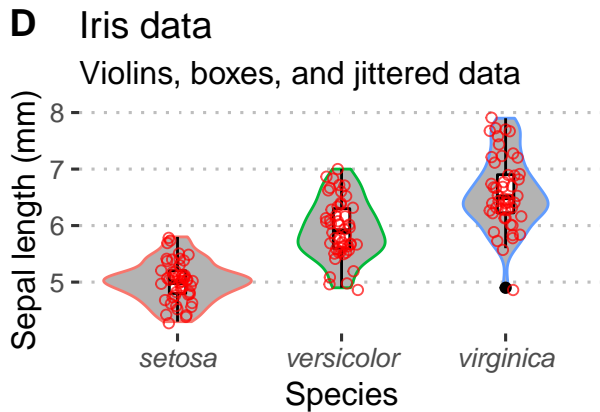 D Iris data
Violins, boxes, and jittered data
Sepal length (mm)
8
7
6
5
setosa versicolor virginica
Species